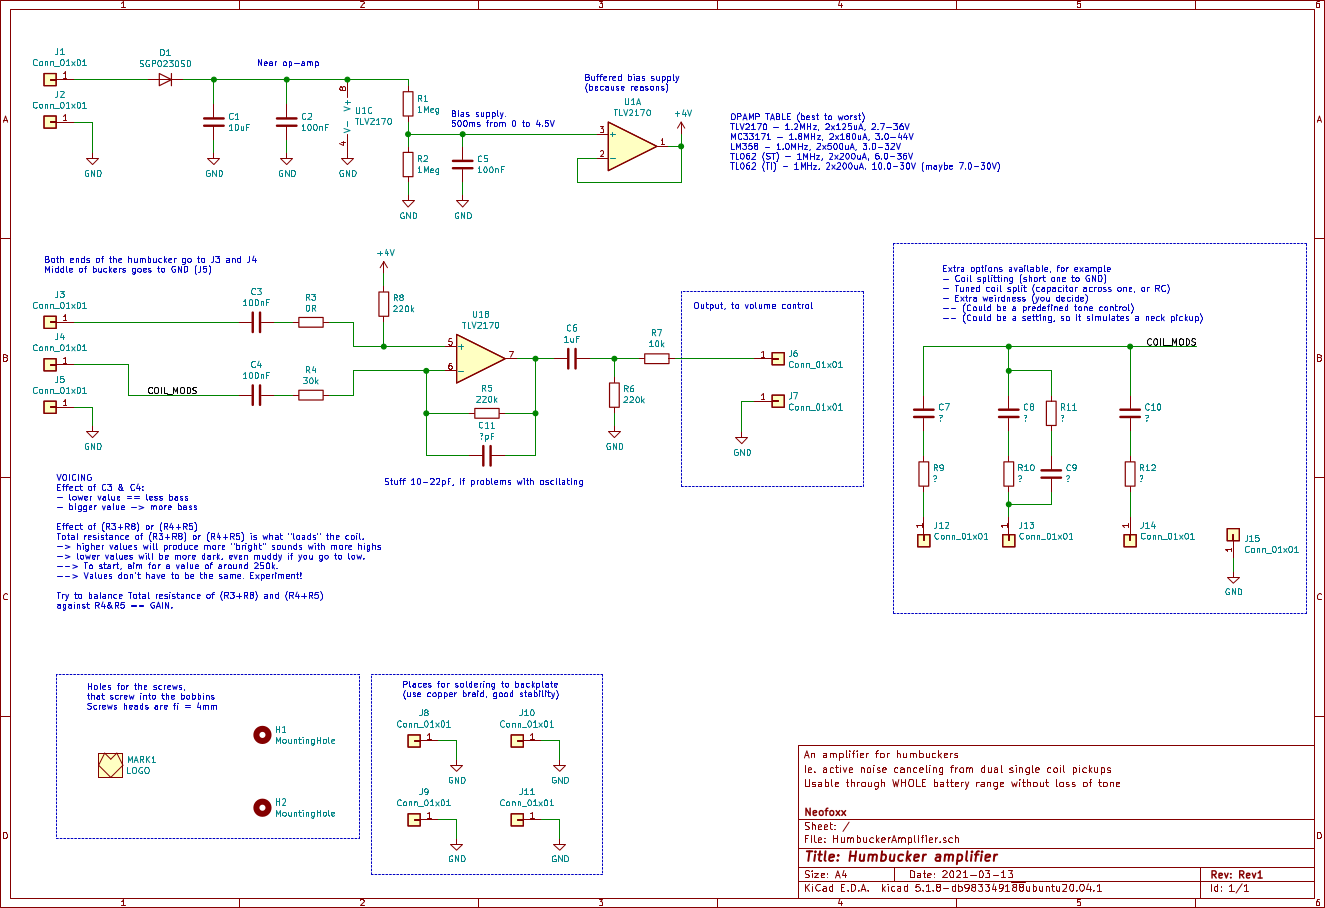 1 2 3 4 5 6
A
B
C
D
J1
Conn_01x01
1
J2
Conn_01x01
1
GND
D1
SGP0230SD
C1
10uF
GND
Near op-amp
C2
100nF
GND
8
V+
U1C
TLV2170
V-
4
GND
R1
1Meg
R2
1Meg
GND
Bias supply.
500ms from 0 to 4.5V
C5
100nF
GND
Buffered bias supply
(because reasons)
U1A
TLV2170
3
+
2
-
1
+4V
OPAMP TABLE (best to worst)
TLV2170 - 1.2MHz, 2x125uA, 2.7-36V
MC33171 - 1.8MHz, 2x180uA, 3.0-44V
LM358 - 1.0MHz, 2x500uA, 3.0-32V
TL062 (ST) - 1MHz, 2x200uA, 6.0-36V
TL062 (TI) - 1MHz, 2x200uA, 10.0-30V (maybe 7.0-30V)
Both ends of the humbucker go to J3 and J4
Middle of buckers goes to GND (J5)
J3
Conn_01x01
1
J4
Conn_01x01
1
J5
Conn_01x01
1
GND
COIL_MODS
C3
100nF
R3
0R
C4
100nF
R4
30k
+4V
R8
220k
U1B
TLV2170
5
+
6
-
7
R5
220k
C11
?pF
Stuff 10-22pF, if problems with oscilating
C6
1uF
R6
220k
GND
R7
10k
Output, to volume control
1
J6
Conn_01x01
1
J7
Conn_01x01
GND
Extra options available, for example
- Coil splitting (short one to GND)
- Tuned coil split (capacitor across one, or RC)
- Extra weirdness (you decide)
-- (Could be a predefined tone control)
-- (Could be a setting, so it simulates a neck pickup)
COIL_MODS
C7
?
C8
?
R11
?
C10
?
R9
?
R10
?
C9
?
R12
?
1
J12
Conn_01x01
1
J13
Conn_01x01
1
J14
Conn_01x01
J15
Conn_01x01
1
GND
VOICING
Effect of C3 & C4:
- lower value == less bass
- bigger value -> more bass
Effect of (R3+R8) or (R4+R5)
Total resistance of (R3+R8) or (R4+R5) is what "loads" the coil.
-> higher values will produce more "bright" sounds with more highs
-> lower values will be more dark, even muddy if you go to low.
--> To start, aim for a value of around 250k.
--> Values don't have to be the same. Experiment!
Try to balance Total resistance of (R3+R8) and (R4+R5)
against R4&R5 == GAIN.
Holes for the screws,
that screw into the bobbins
Screws heads are fi = 4mm
MARK1
LOGO
H1
MountingHole
H2
MountingHole
Places for soldering to backplate
(use copper braid, good stability)
J8
Conn_01x01
1
GND
J10
Conn_01x01
1
GND
J9
Conn_01x01
1
GND
J11
Conn_01x01
1
GND
An amplifier for humbuckers
Ie. active noise canceling from dual single coil pickups
Usable through WHOLE battery range without loss of tone
Neofoxx
Sheet: /
File: HumbuckerAmplifier.sch
Title: Humbucker amplifier
Size: A4 Date: 2021-03-13 Rev: Rev1
KiCad E.D.A. kicad 5.1.8-db9833491~88~ubuntu20.04.1 Id: 1/1
A
B
C
D
1 2 3 4 5 6